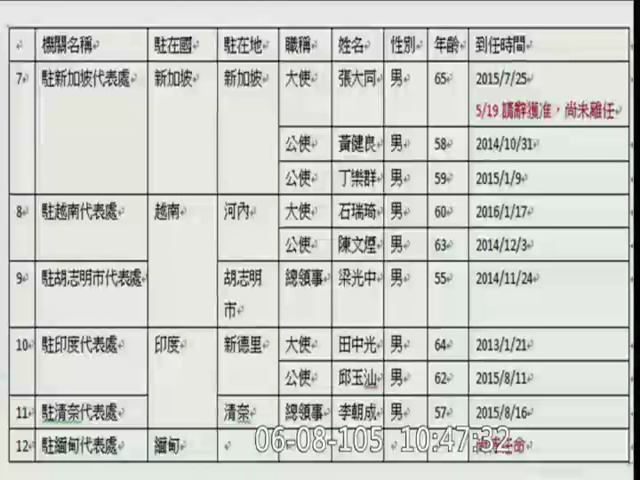 機關名稱 駐在國 駐在地 職稱 姓名 性別 年齡 到任時間
7 駐新加坡代表處 新加坡 新加坡 大使 張大同 男 65 2015/7/25
5/19 請辭獲准，尚未離任
公使 黃健良 男 58 2014/10/31
公使 丁樂群 男 59 2015/1/9
8 駐越南代表處 越南 河內 大使 石瑞琦 男 60 2016/1/17
公使 陳文煙 男 63 2014/12/3
9 駐胡志明市代表處 胡志明 總領事 梁光中 男 55 2014/11/24
市
10 駐印度代表處 印度 新德里 大使 田中光 男 64 2013/1/21
公使 邱玉汕 男 62 2015/8/11
11 駐清奈代表處 清奈 總領事 李朝成 男 57 2015/8/16
12 駐緬甸代表處 緬甸
06-08-105 10:47:32